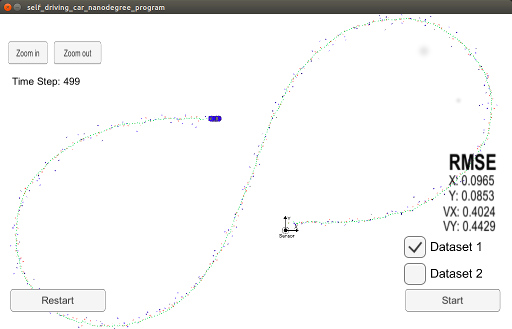 self_driving_car_nanodegree_program
Zoom in
Zoom out
Time Step: 499
RMSE
X: 0.0965
Y: 0.0853
VX: 0.4024
VY: 0.4429
Sensor
Dataset 1
Dataset 2
Restart
Start